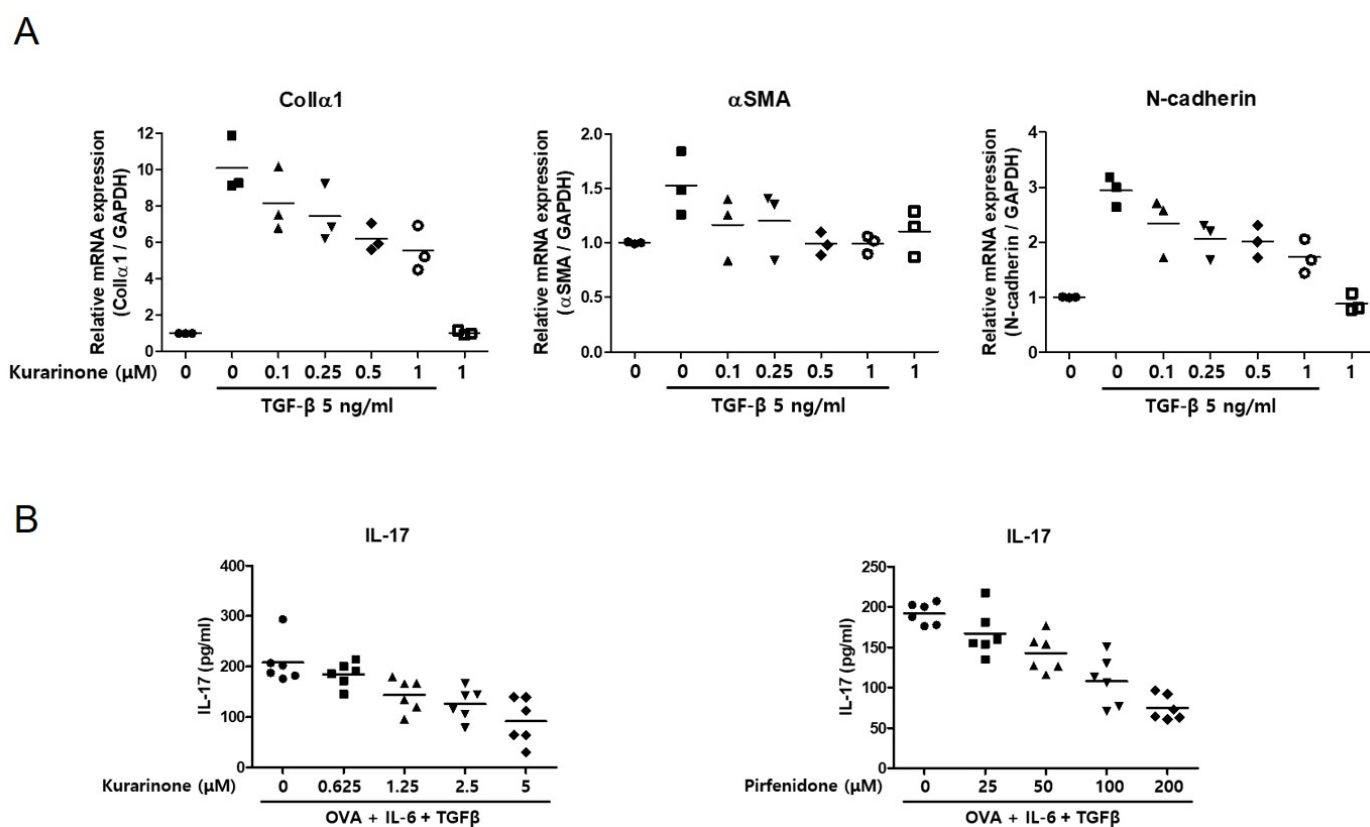 A
CoIIα1
Relative mRNA expression
(CoIIα1 / GAPDH)
12
10
8
6
4
2
0
Kurarinone (μM)
0 0 0.1 0.25 0.5 1 1
TGF-β 5 ng/ml
αSMA
Relative mRNA expression
(αSMA / GAPDH)
2.0
1.5
1.0
0.5
0.0
0 0 0.1 0.25 0.5 1 1
TGF-β 5 ng/ml
N-cadherin
Relative mRNA expression
(N-cadherin / GAPDH)
4
3
2
1
0
0 0 0.1 0.25 0.5 1 1
TGF-β 5 ng/ml
B
IL-17
IL-17 (pg/ml)
400
300
200
100
0
Kurarinone (μM)
0 0.625 1.25 2.5 5
OVA + IL-6 + TGFβ
IL-17
IL-17 (pg/ml)
250
200
150
100
50
0
Pirfenidone (μM)
0 25 50 100 200
OVA + IL-6 + TGFβ